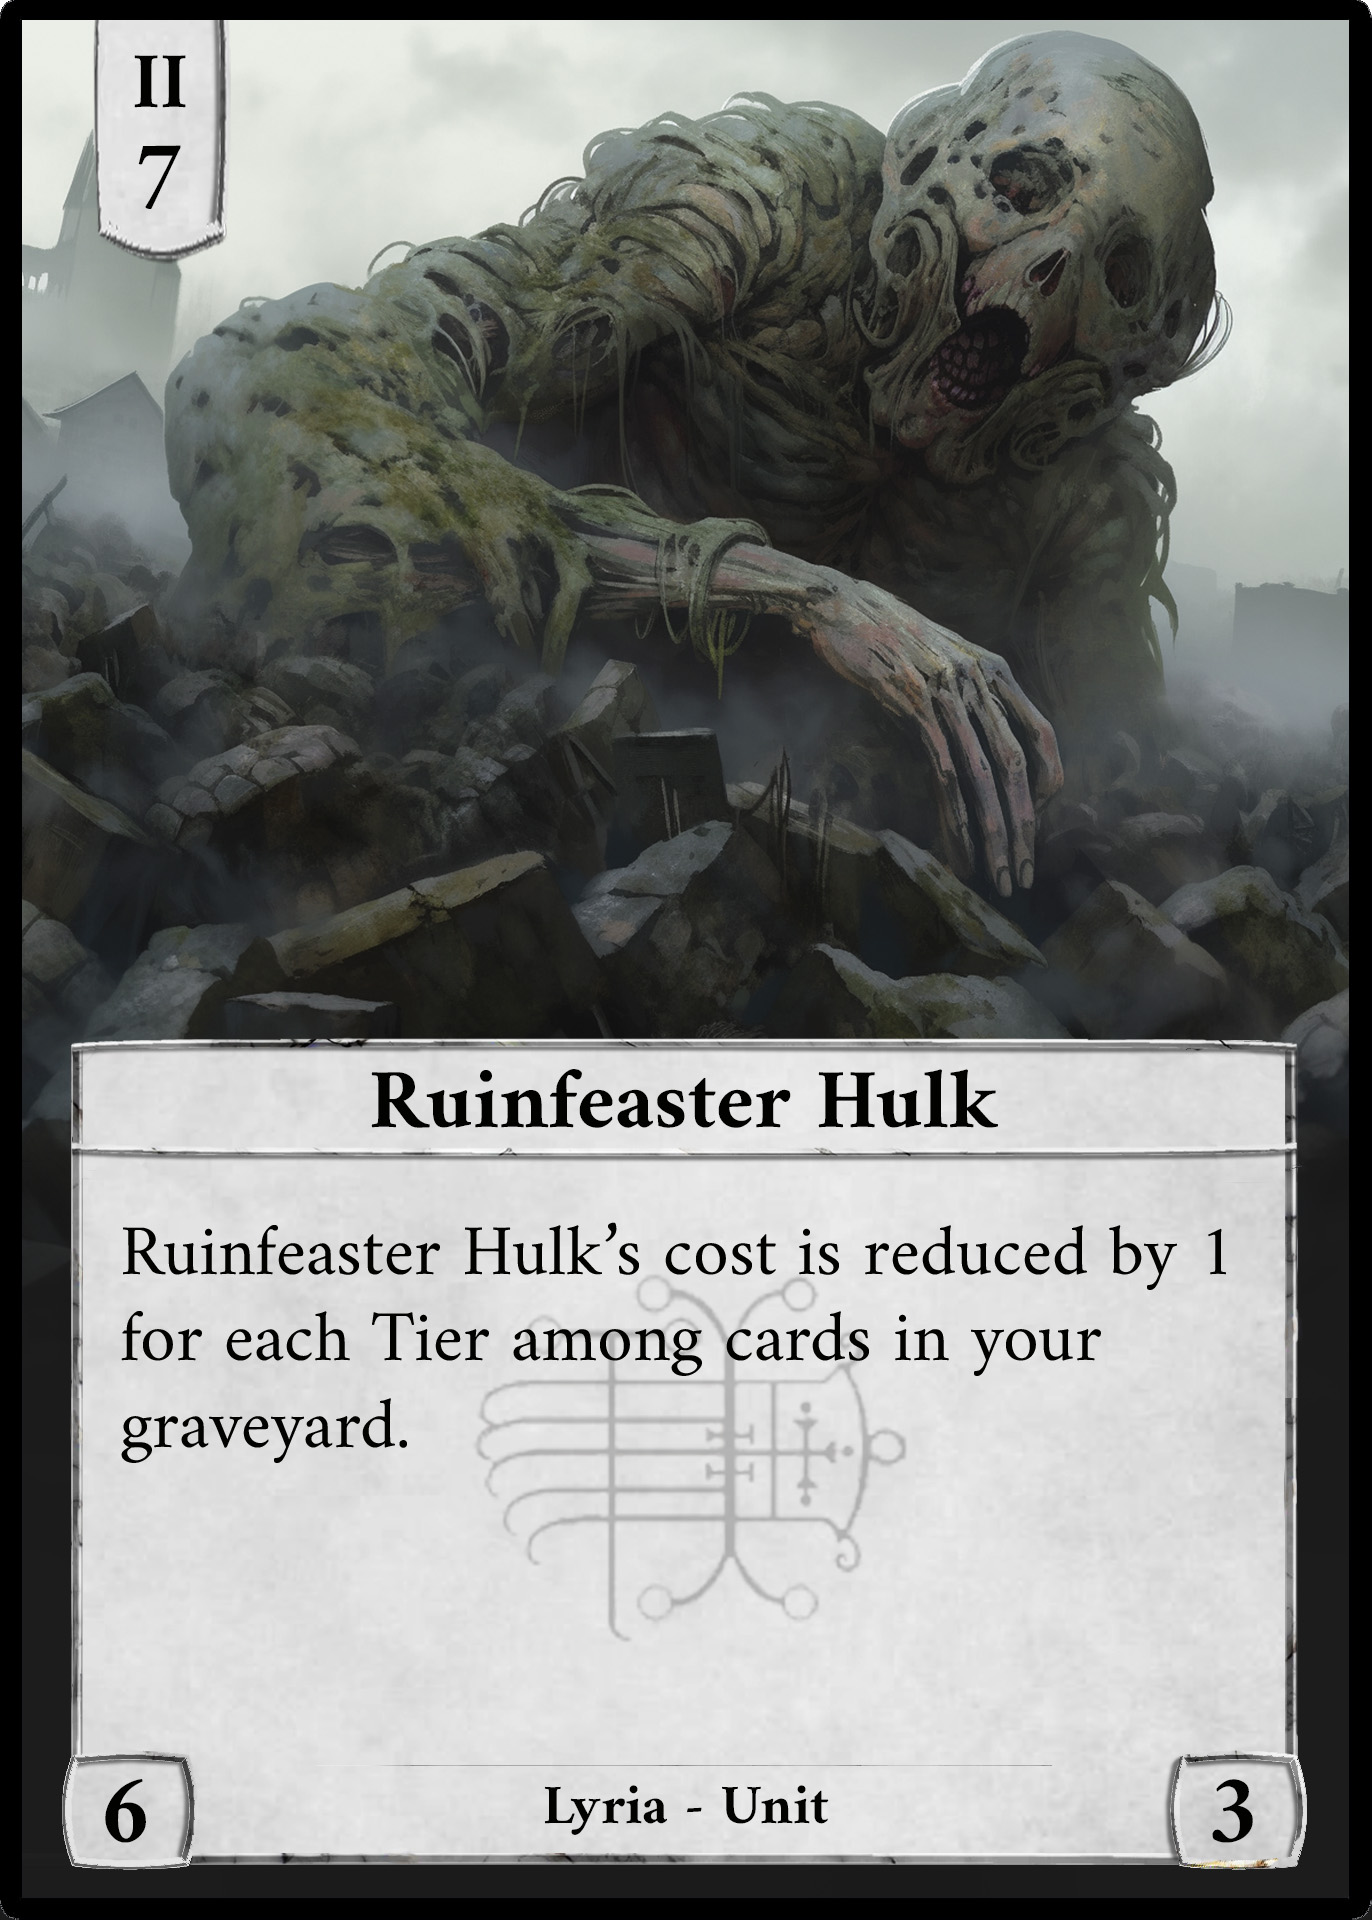 II
7
Ruinfeaster Hulk
Ruinfeaster Hulk’s cost is reduced by 1
for each Tier among cards in your
graveyard.
6
Lyria - Unit
3